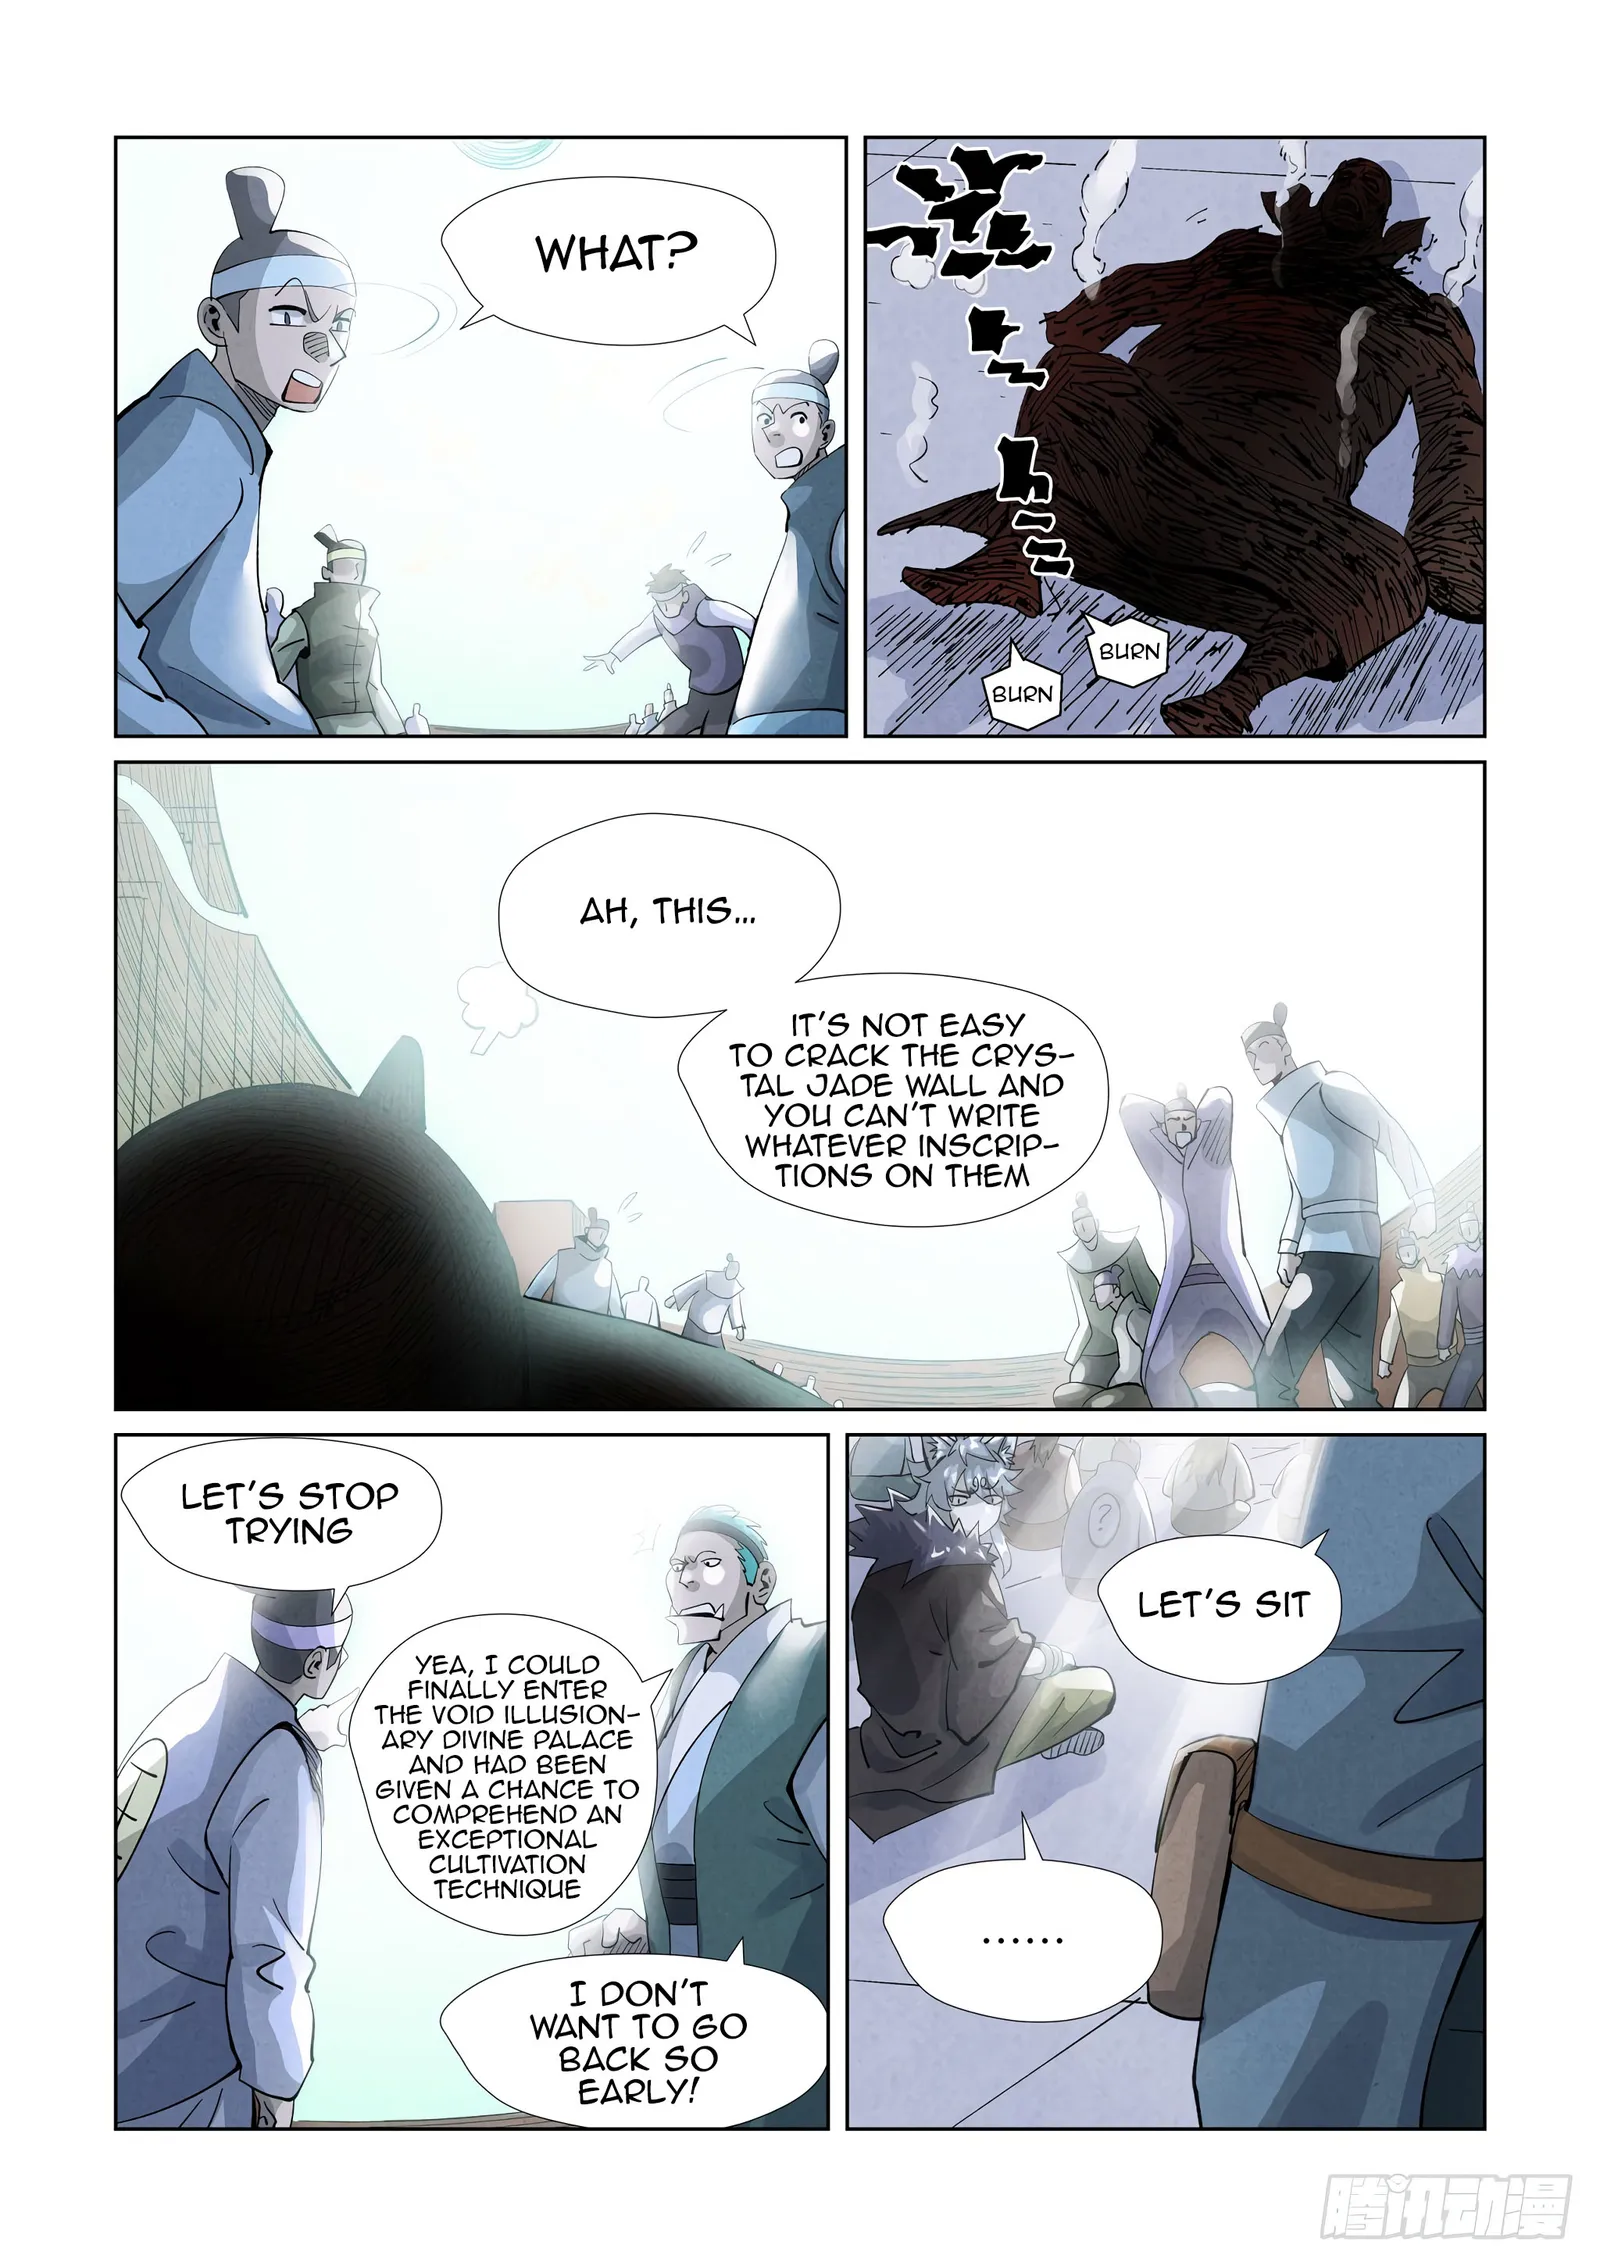 WHAT?
BURN
BURN
AH, THIS...
IT'S NOT EASY
TO CRACK THE CRYS-
TAL JADE WALL AND
YOU CAN'T WRITE
WHATEVER INSCRIP-
TIONS ON THEM
LET'S STOP
TRYING
YEA, I COULD
FINALLY ENTER
THE VOID ILLUSION-
ARY DIVINE PALACE
AND HAD BEEN
GIVEN A CHANCE TO
COMPREHEND AN
EXCEPTIONAL
CULTIVATION
TECHNIQUE
I DON'T
WANT TO GO
BACK SO
EARLY!
LET'S SIT
......
腾讯动漫